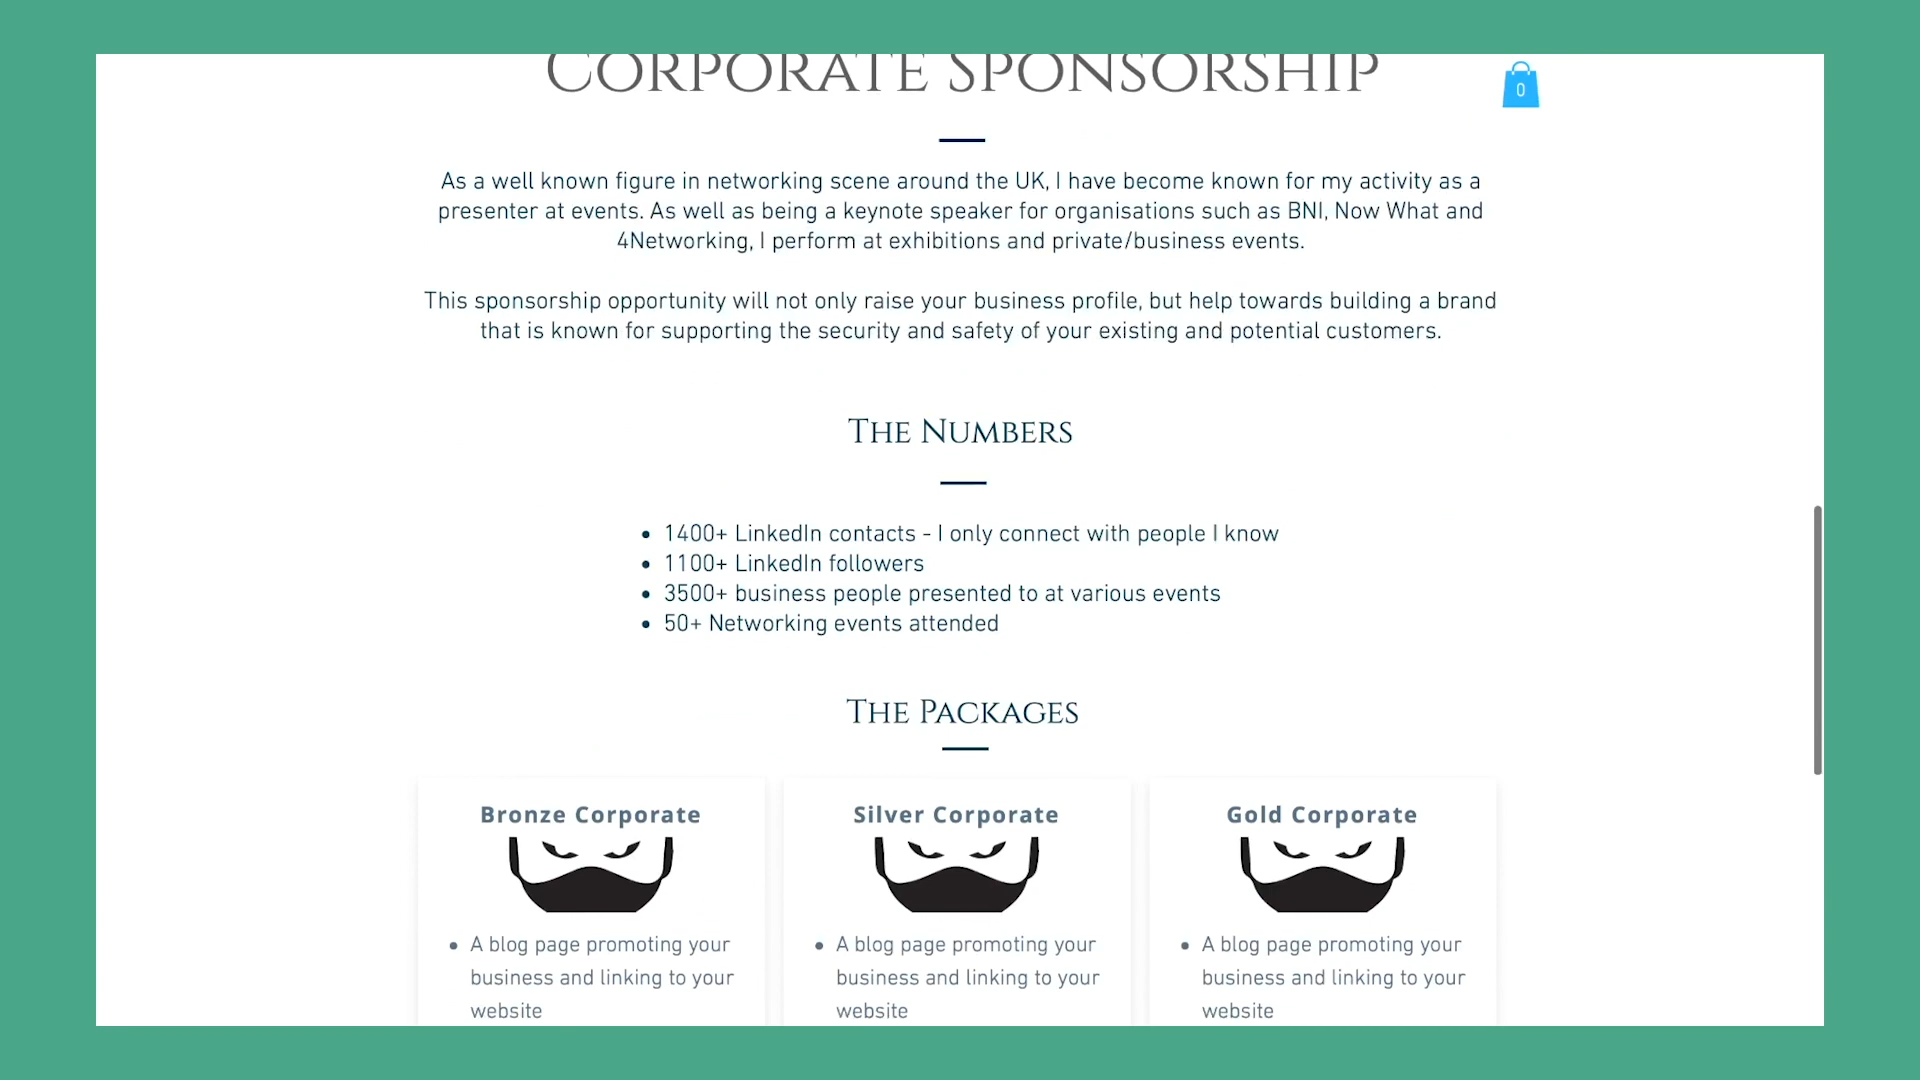 CORPORATE SPONSORSHIP
0
As a well known figure in networking scene around the UK, I have become known for my activity as a
presenter at events. As well as being a keynote speaker for organisations such as BNI, Now What and
4Networking, I perform at exhibitions and private/business events.
This sponsorship opportunity will not only raise your business profile, but help towards building a brand
that is known for supporting the security and safety of your existing and potential customers.
THE NUMBERS
• 1400+ LinkedIn contacts - I only connect with people I know
• 1100+ LinkedIn followers
• 3500+ business people presented to at various events
• 50+ Networking events attended
THE PACKAGES
Bronze Corporate
• A blog page promoting your
business and linking to your
website
Silver Corporate
• A blog page promoting your
business and linking to your
website
Gold Corporate
• A blog page promoting your
business and linking to your
website